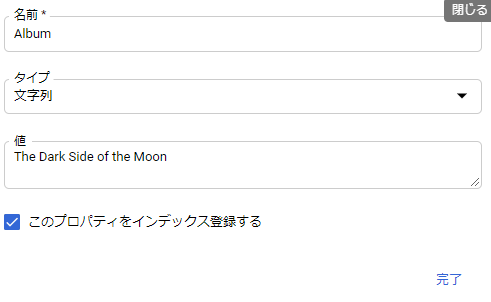 閉じる
名前 *
Album
タイプ
文字列
値
The Dark Side of the Moon
このプロパティをインデックス登録する
完了